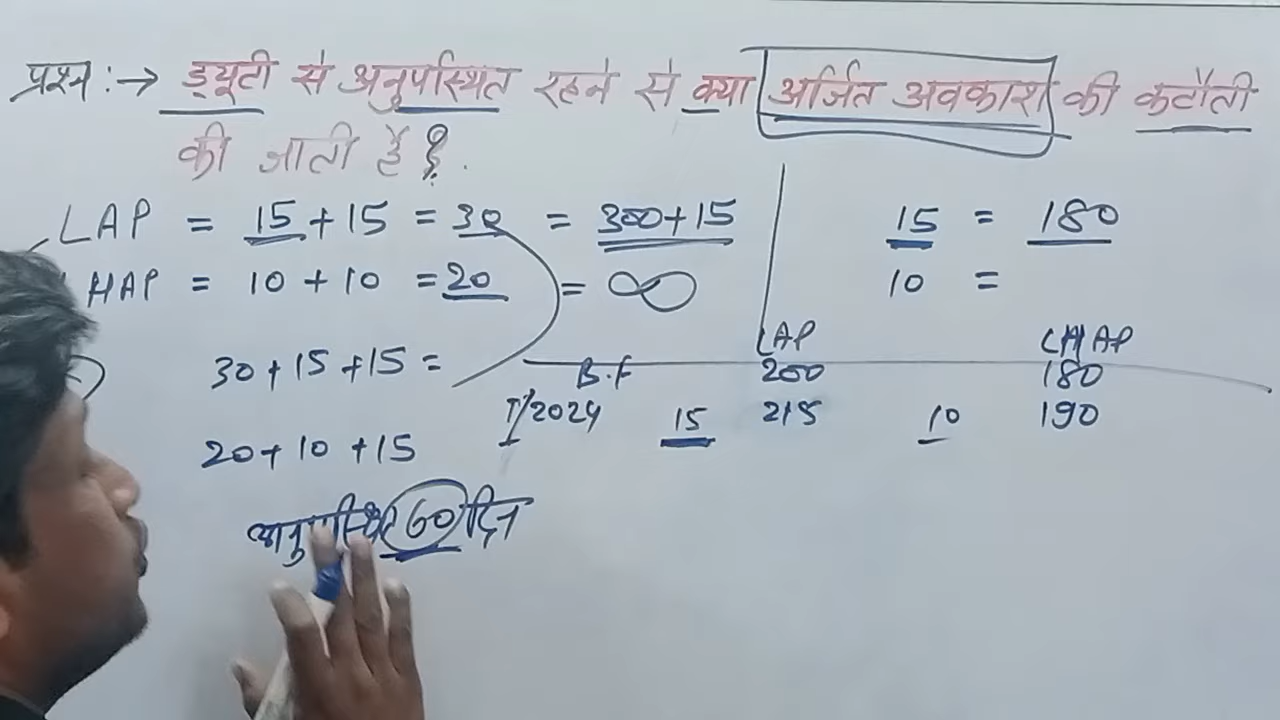 प्रश्न :→ ड्यूटी से अनुपस्थित रहने से क्या अर्जित अवकाश की कटौती
की जाती है ?.
LAP = 15 + 15 = 30 = 300+15
HAP = 10 + 10 = 20 = ∞
15 = 180
10 =
30 + 15 + 15 =
20 + 10 + 15
LAP LHAP
B.F 200 180
I/2024 15 215 10 190
अनुपस्थित 60 दिन